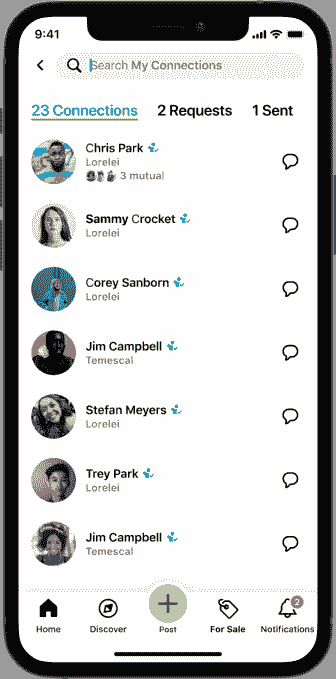 9:41
Search My Connections
23 Connections 2 Requests 1 Sent
Chris Park
Lorelei
3 mutual
Sammy Crocket
Lorelei
Corey Sanborn
Lorelei
Jim Campbell
Temescal
Stefan Meyers
Lorelei
Trey Park
Lorelei
Jim Campbell
Temescal
2
Home Discover Post For Sale Notifications